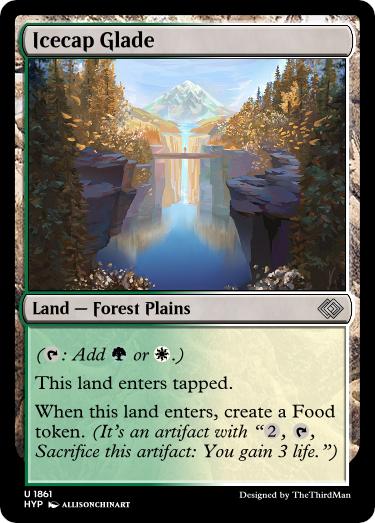 Icecap Glade
Land — Forest Plains
(: Add or .)
This land enters tapped.
When this land enters, create a Food
token. (It's an artifact with “2, ,
Sacrifice this artifact: You gain 3 life.”)
U 1861
HYP ALLISONCHINART
Designed by TheThirdMan